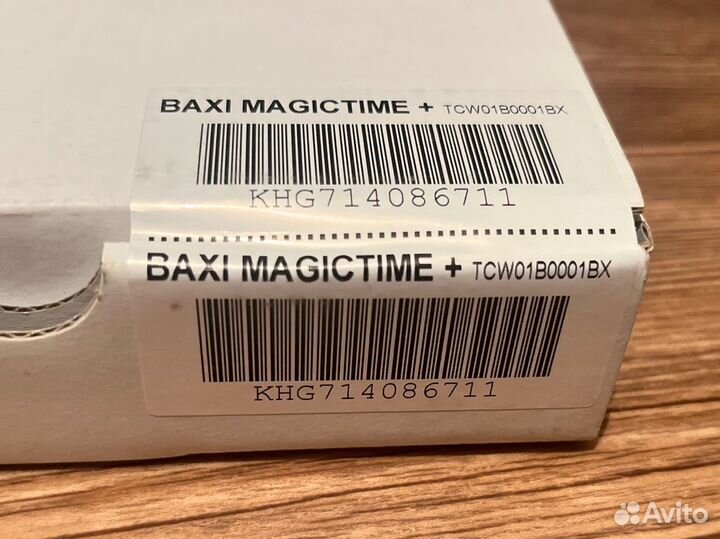 BAXI MAGICTIME + TCW01B0001BX
KHG714086711
BAXI MAGICTIME + TCW01B0001BX
KHG714086711
Avito